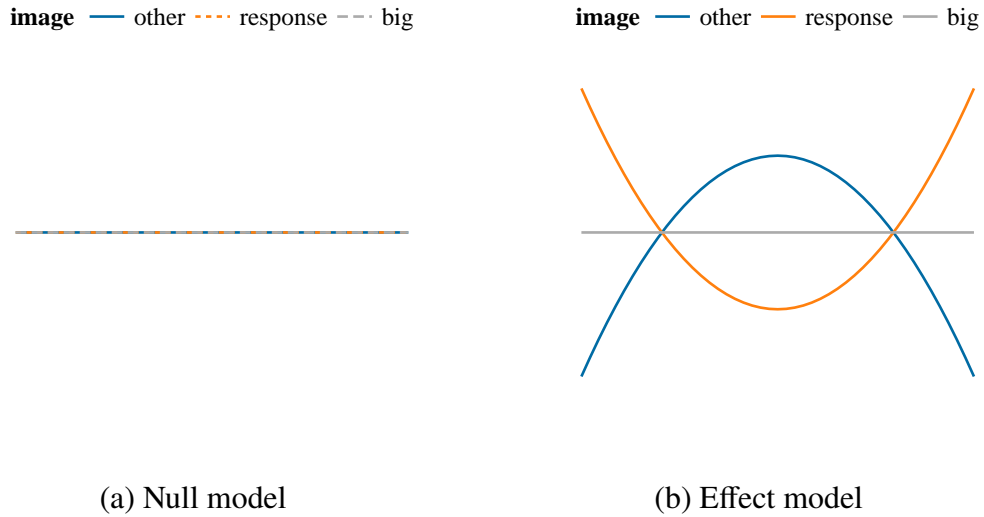 image other response big
image other response big
(a) Null model
(b) Effect model